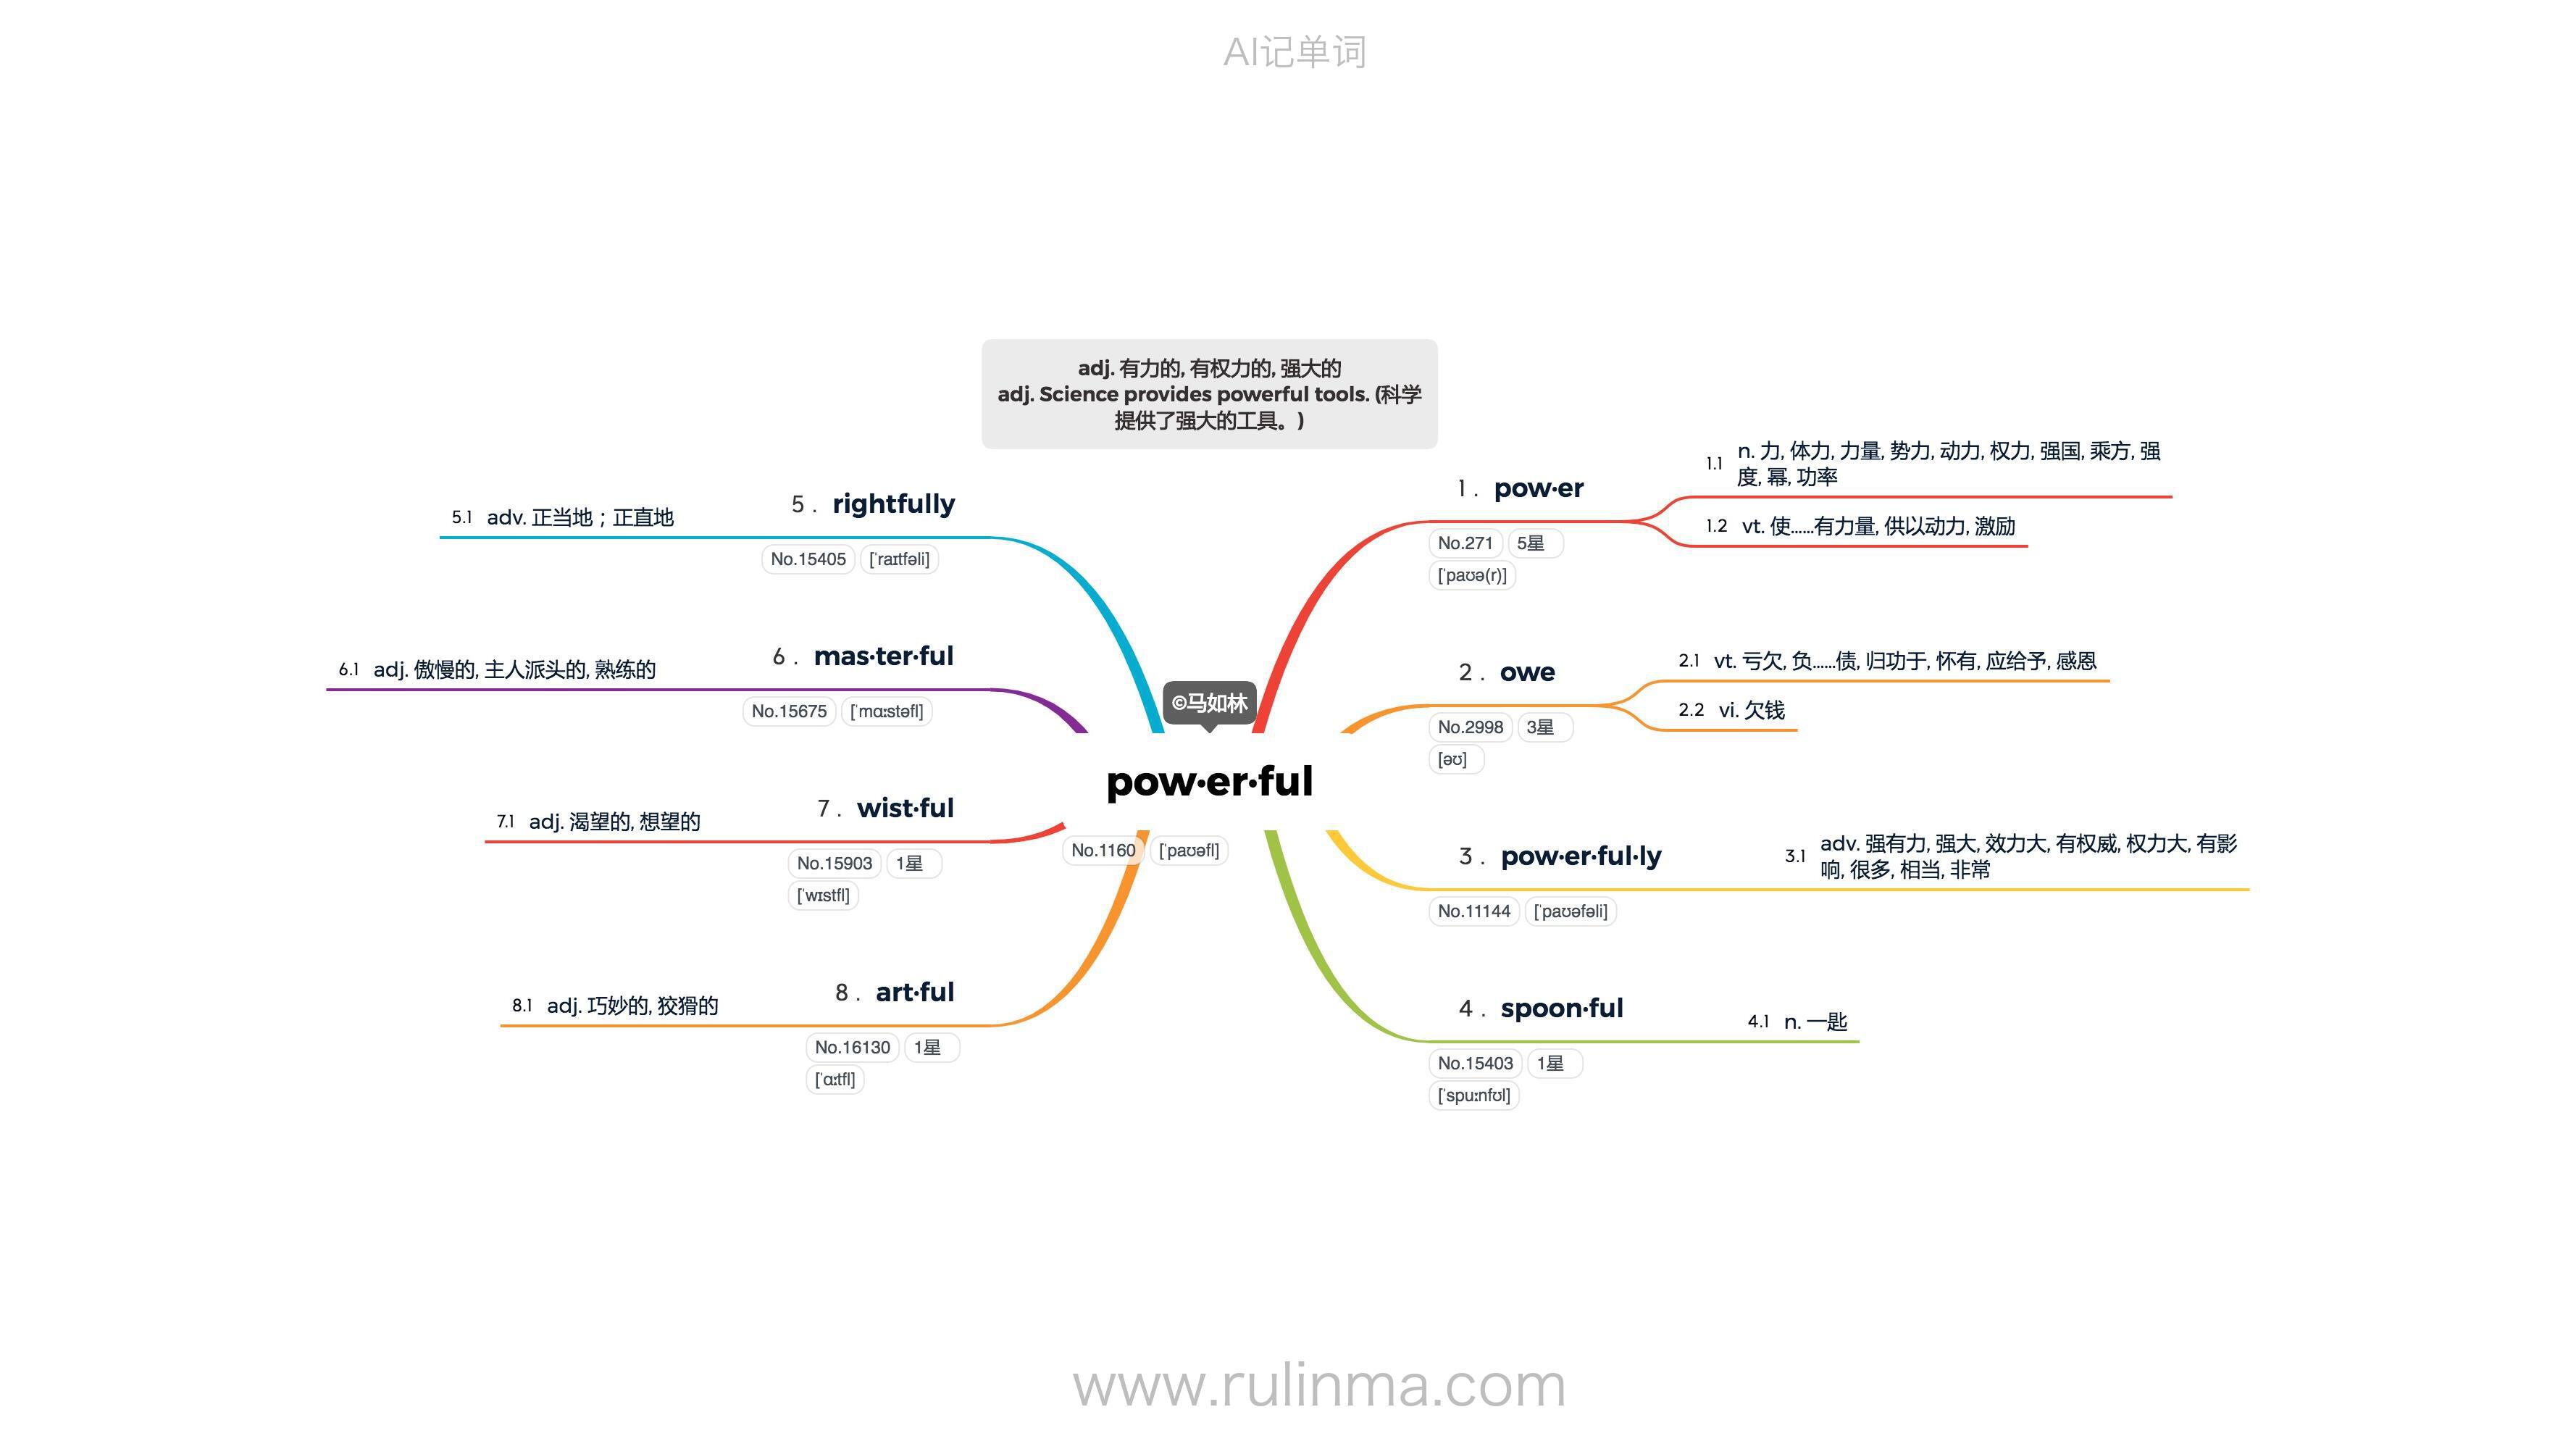 AI记单词
adj. 有力的, 有权力的, 强大的
adj. Science provides powerful tools. (科学
提供了强大的工具。)
©马如林
pow·er·ful
No.1160 [ˈpaʊəfl]
1 . pow·er
No.271 5星
[ˈpaʊə(r)]
1.1 n. 力, 体力, 力量, 势力, 动力, 权力, 强国, 乘方, 强
度, 幂, 功率
1.2 vt. 使……有力量, 供以动力, 激励
2 . owe
No.2998 3星
[əʊ]
2.1 vt. 亏欠, 负……债, 归功于, 怀有, 应给予, 感恩
2.2 vi. 欠钱
3 . pow·er·ful·ly
No.11144 [ˈpaʊəfəli]
3.1 adv. 强有力, 强大, 效力大, 有权威, 权力大, 有影
响, 很多, 相当, 非常
4 . spoon·ful
No.15403 1星
[ˈspuːnfʊl]
4.1 n. 一匙
5 . rightfully
No.15405 [ˈraɪtfəli]
5.1 adv. 正当地；正直地
6 . mas·ter·ful
No.15675 [ˈmɑːstəfl]
6.1 adj. 傲慢的, 主人派头的, 熟练的
7 . wist·ful
No.15903 1星
[ˈwɪstfl]
7.1 adj. 渴望的, 想望的
8 . art·ful
No.16130 1星
[ˈɑːtfl]
8.1 adj. 巧妙的, 狡猾的
www.rulinma.com